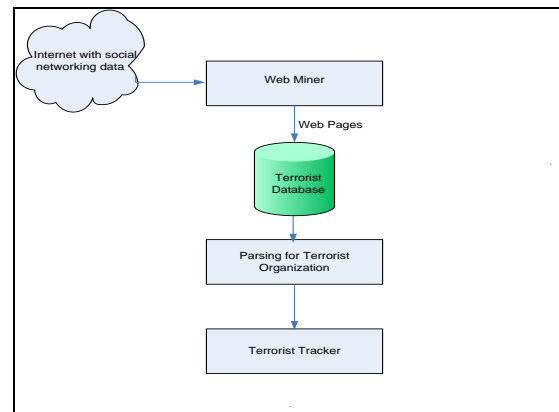 Internet with social
networking data
Web Miner
Web Pages
Terrorist
Database
Parsing for Terrorist
Organization
Terrorist Tracker